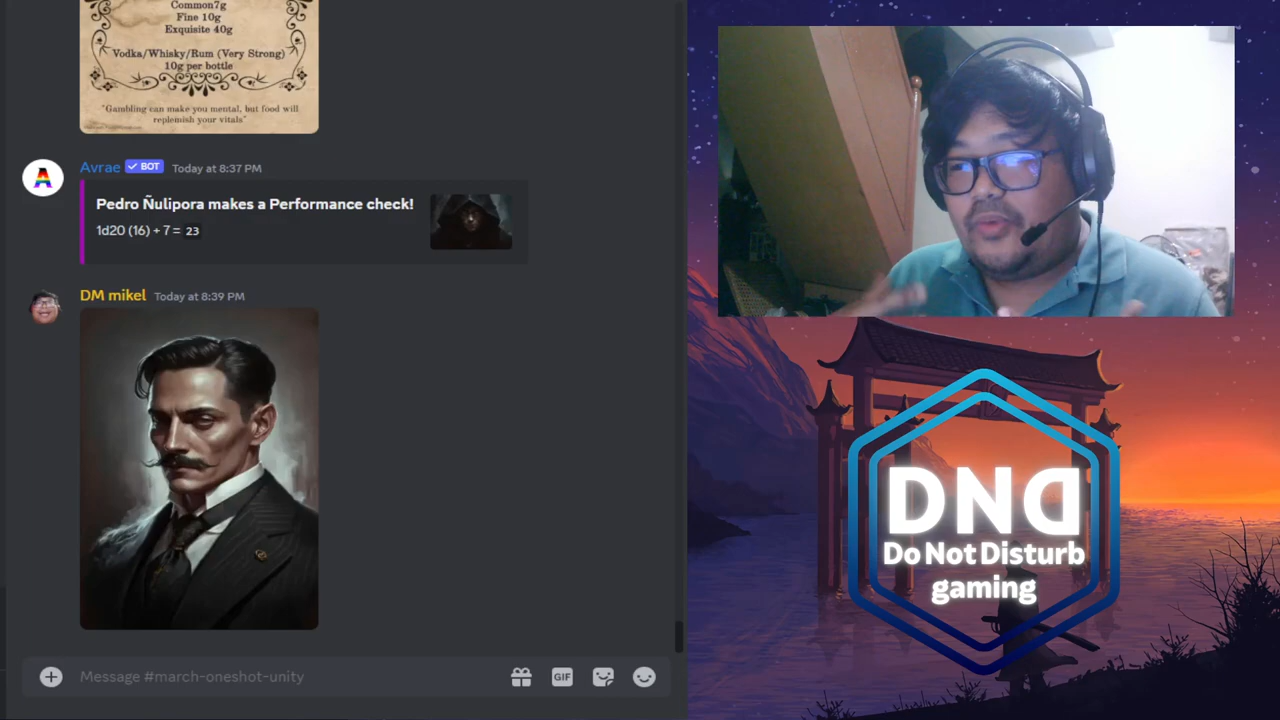 Common7g
Fine 10g
Exquisite 40g
Vodka/Whisky/Rum (Very Strong)
10g per bottle
"Gambling can make you mental, but food will
replenish your vitals"
A
Avrae BOT Today at 8:37 PM
Pedro Ñulipora makes a Performance check!
1d20 (16) + 7 = 23
DM mikel Today at 8:39 PM
Message #march-oneshot-unity
GIF
DND
Do Not Disturb
gaming